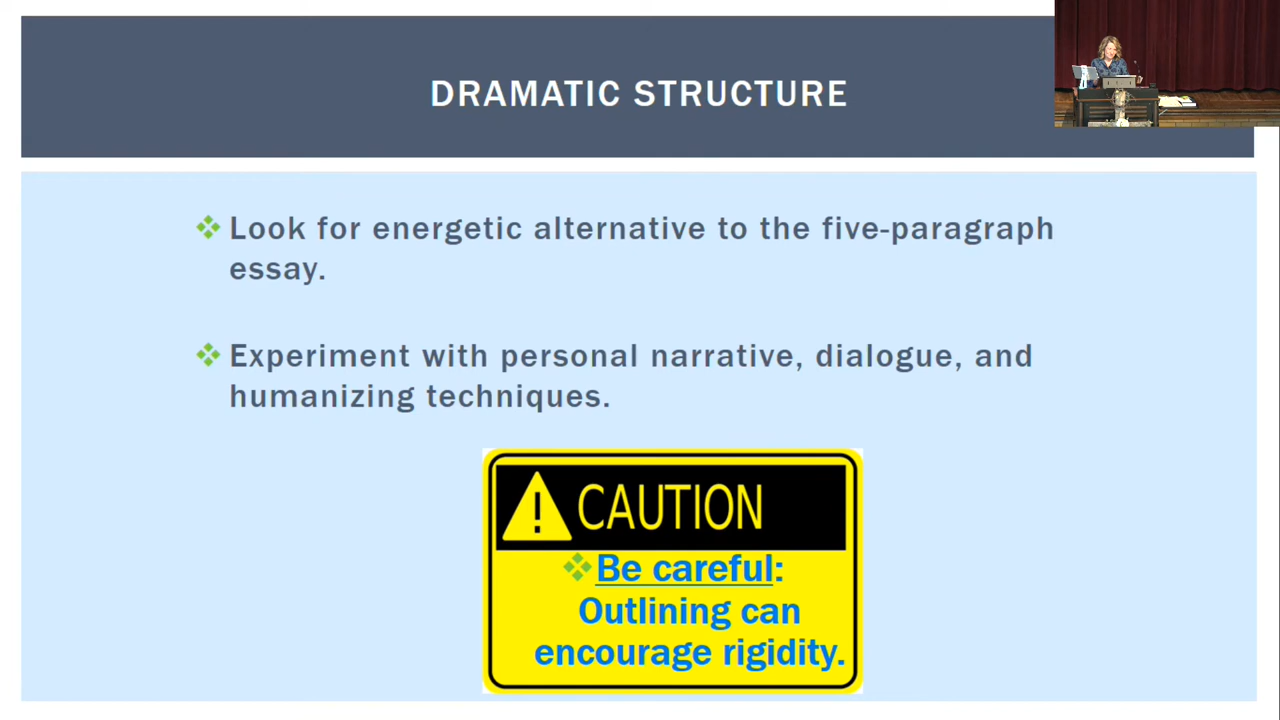 DRAMATIC STRUCTURE
Look for energetic alternative to the five-paragraph
essay.
Experiment with personal narrative, dialogue, and
humanizing techniques.
! CAUTION
Be careful:
Outlining can
encourage rigidity.